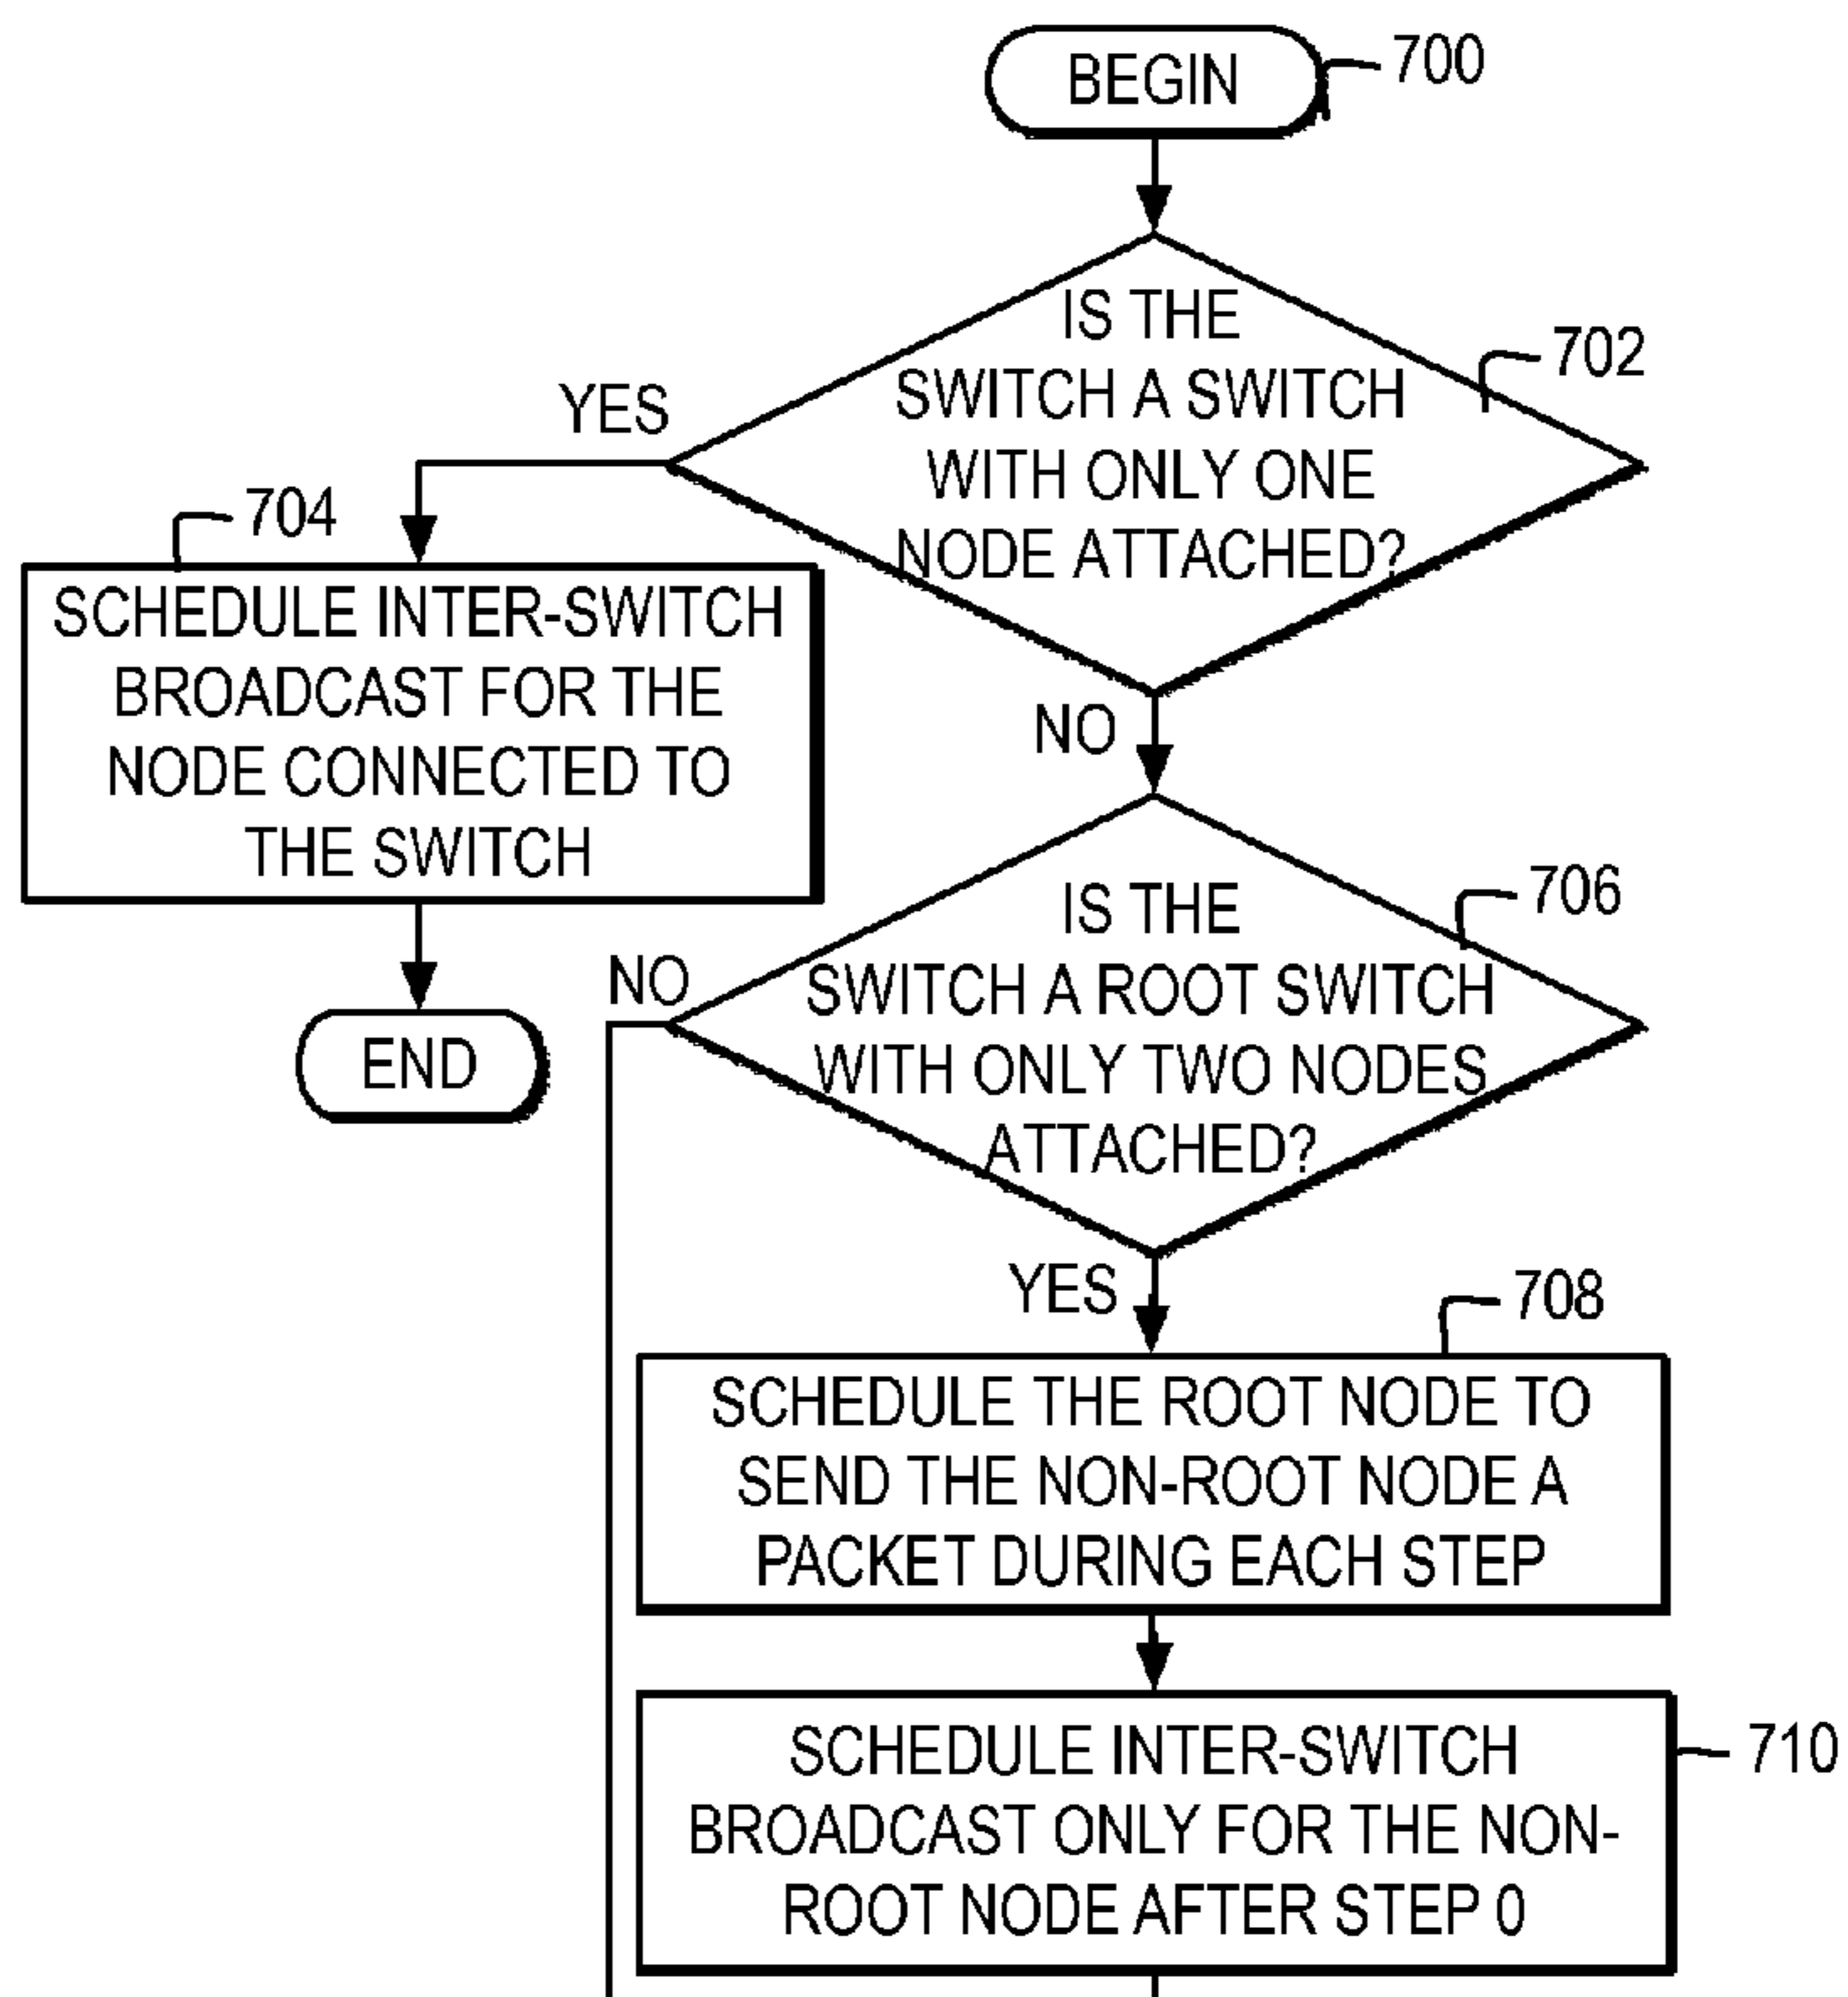 BEGIN
700
IS THE
SWITCH A SWITCH
WITH ONLY ONE
NODE ATTACHED?
702
YES
704
SCHEDULE INTER-SWITCH
BROADCAST FOR THE
NODE CONNECTED TO
THE SWITCH
END
NO
IS THE
SWITCH A ROOT SWITCH
WITH ONLY TWO NODES
ATTACHED?
706
NO
YES
708
SCHEDULE THE ROOT NODE TO
SEND THE NON-ROOT NODE A
PACKET DURING EACH STEP
SCHEDULE INTER-SWITCH
BROADCAST ONLY FOR THE NON-
ROOT NODE AFTER STEP 0
710